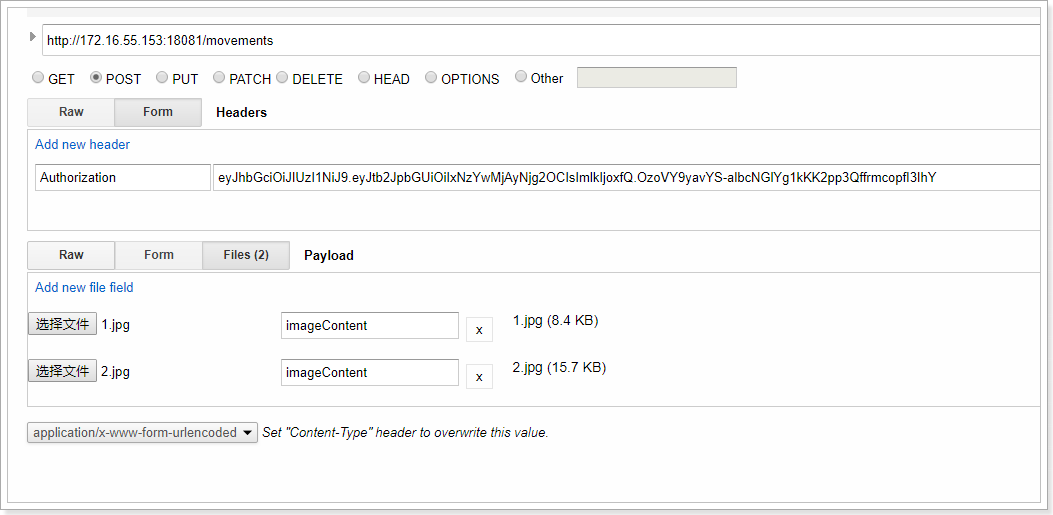 http://172.16.55.153:18081/movements
GET POST PUT PATCH DELETE HEAD OPTIONS Other
Raw Form Headers
Add new header
Authorization eyJhbGciOiJIUzI1NiJ9.eyJtb2JpbGUiOiIxNzYwMjAyNjg2OCIsImlkIjoxfQ.OzoVY9yavYS-albcNGlYg1kKK2pp3QffrmcopfI3lhY
Raw Form Files (2) Payload
Add new file field
选择文件 1.jpg imageContent x 1.jpg (8.4 KB)
选择文件 2.jpg imageContent x 2.jpg (15.7 KB)
application/x-www-form-urlencoded Set "Content-Type" header to overwrite this value.